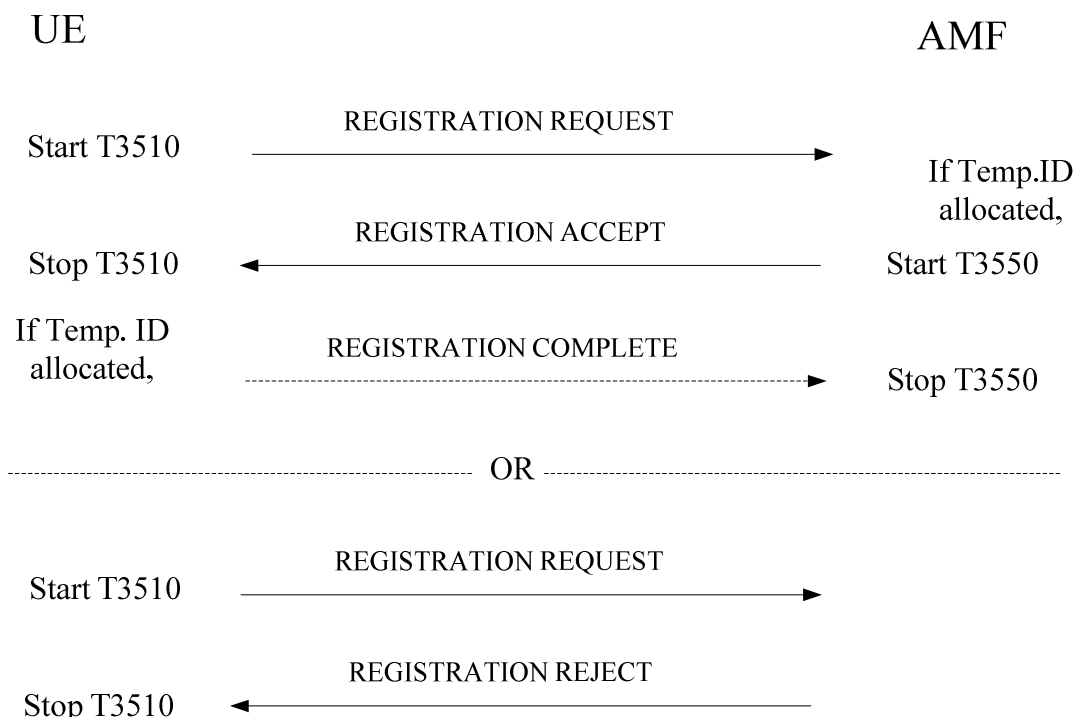 UE
AMF
REGISTRATION REQUEST
Start T3510
If Temp.ID
allocated,
REGISTRATION ACCEPT
Stop T3510
Start T3550
If Temp. ID
allocated,
REGISTRATION COMPLETE
Stop T3550
OR
REGISTRATION REQUEST
Start T3510
REGISTRATION REJECT
Stop T3510